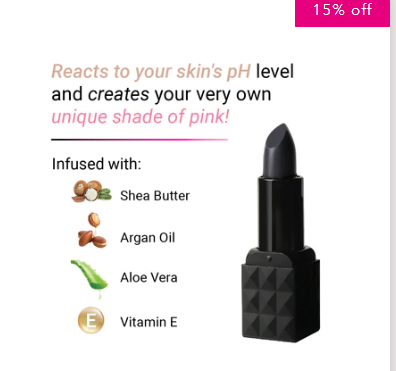 15% off
Reacts to your skin's pH level
and creates your very own
unique shade of pink!
Infused with:
Shea Butter
Argan Oil
Aloe Vera
E
Vitamin E